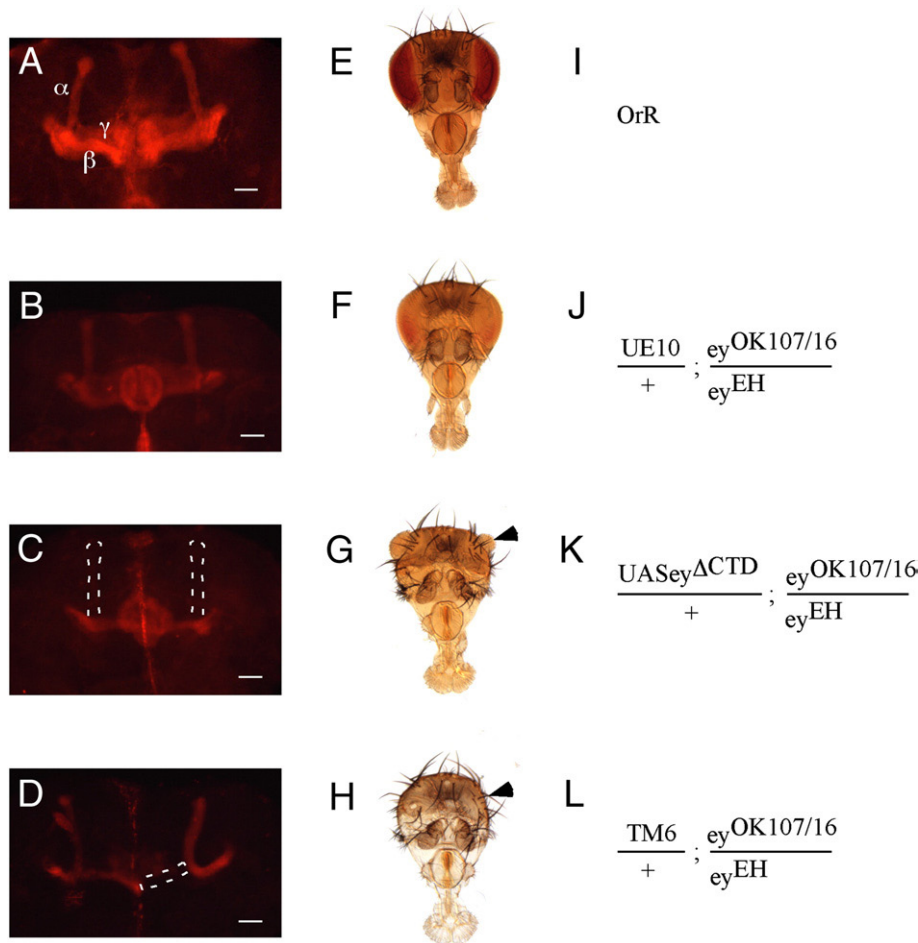 A
α
γ
β
E
I
OrR
B
F
J
UE10
+
;
ey^OK107/16
ey^EH
C
G
K
UASey^ΔCTD
+
;
ey^OK107/16
ey^EH
D
H
L
TM6
+
;
ey^OK107/16
ey^EH